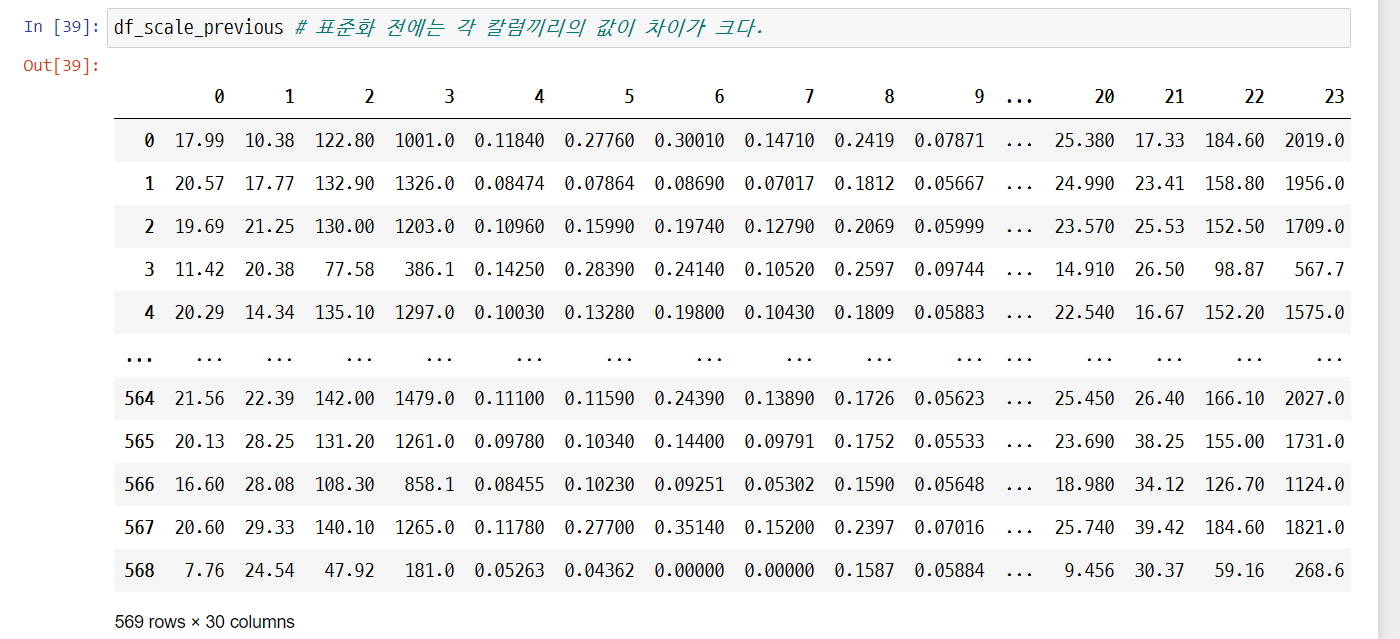 In [39]: df_scale_previous # 표준화 전에는 각 칼럼끼리의 값이 차이가 크다.
Out[39]:
0 1 2 3 4 5 6 7 8 9 ... 20 21 22 23
0 17.99 10.38 122.80 1001.0 0.11840 0.27760 0.30010 0.14710 0.2419 0.07871 ... 25.380 17.33 184.60 2019.0
1 20.57 17.77 132.90 1326.0 0.08474 0.07864 0.08690 0.07017 0.1812 0.05667 ... 24.990 23.41 158.80 1956.0
2 19.69 21.25 130.00 1203.0 0.10960 0.15990 0.19740 0.12790 0.2069 0.05999 ... 23.570 25.53 152.50 1709.0
3 11.42 20.38 77.58 386.1 0.14250 0.28390 0.24140 0.10520 0.2597 0.09744 ... 14.910 26.50 98.87 567.7
4 20.29 14.34 135.10 1297.0 0.10030 0.13280 0.19800 0.10430 0.1809 0.05883 ... 22.540 16.67 152.20 1575.0
... ... ... ... ... ... ... ... ... ... ... ... ... ... ... ...
564 21.56 22.39 142.00 1479.0 0.11100 0.11590 0.24390 0.13890 0.1726 0.05623 ... 25.450 26.40 166.10 2027.0
565 20.13 28.25 131.20 1261.0 0.09780 0.10340 0.14400 0.09791 0.1752 0.05533 ... 23.690 38.25 155.00 1731.0
566 16.60 28.08 108.30 858.1 0.08455 0.10230 0.09251 0.05302 0.1590 0.05648 ... 18.980 34.12 126.70 1124.0
567 20.60 29.33 140.10 1265.0 0.11780 0.27700 0.35140 0.15200 0.2397 0.07016 ... 25.740 39.42 184.60 1821.0
568 7.76 24.54 47.92 181.0 0.05263 0.04362 0.00000 0.00000 0.1587 0.05884 ... 9.456 30.37 59.16 268.6
569 rows × 30 columns